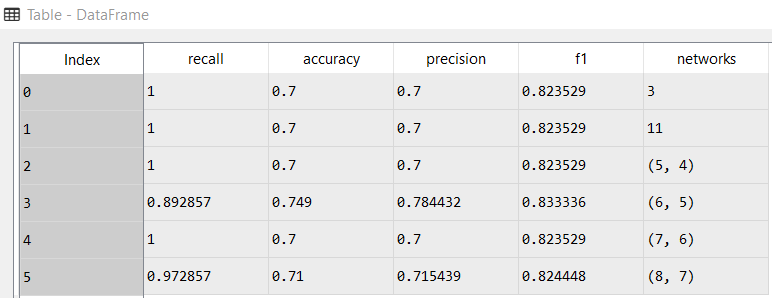 Table - DataFrame
Index recall accuracy precision f1 networks
0 1 0.7 0.7 0.823529 3
1 1 0.7 0.7 0.823529 11
2 1 0.7 0.7 0.823529 (5, 4)
3 0.892857 0.749 0.784432 0.833336 (6, 5)
4 1 0.7 0.7 0.823529 (7, 6)
5 0.972857 0.71 0.715439 0.824448 (8, 7)